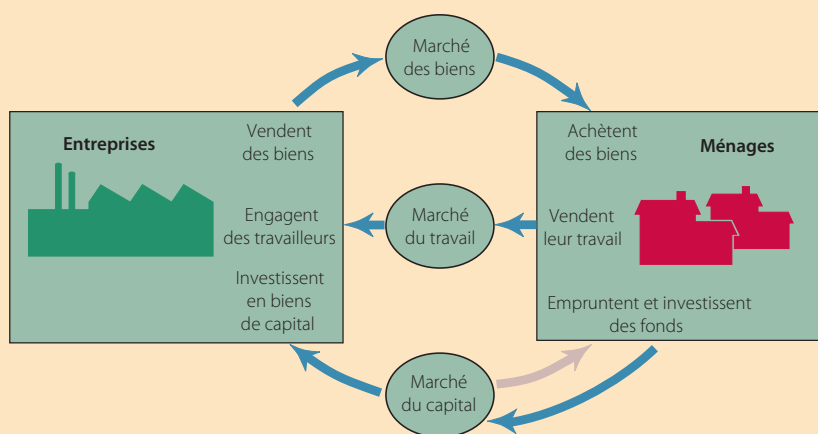 Marché
des biens
Entreprises
Vendent
des biens
Achètent
des biens
Ménages
Engagent
des travailleurs
Marché
du travail
Vendent
leur travail
Investissent
en biens
de capital
Empruntent et investissent
des fonds
Marché
du capital